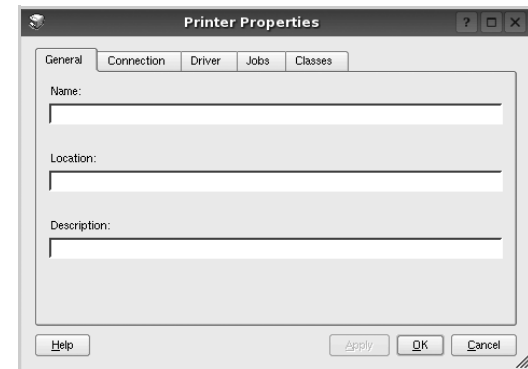 Printer Properties ?
General Connection Driver Jobs Classes
Name:
Location:
Description:
Help Apply OK Cancel